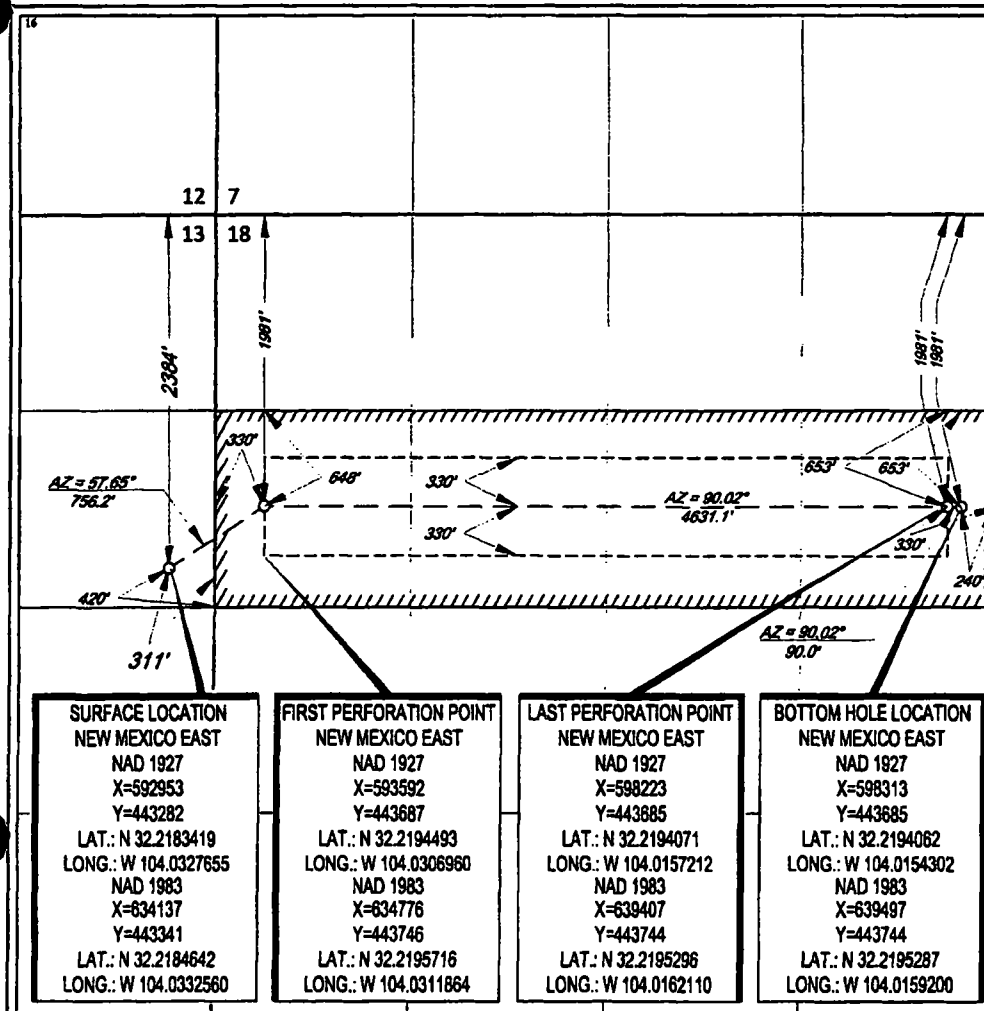 16
12 7
13 18
2384'
1981'
1981'
1981'
330'
648'
330'
653'
653'
AZ = 57.65°
756.2'
AZ = 90.02°
4631.1'
330'
330'
420'
240'
311'
AZ = 90.02°
90.0'
SURFACE LOCATION
NEW MEXICO EAST
NAD 1927
X=592953
Y=443282
LAT.: N 32.2183419
LONG.: W 104.0327655
NAD 1983
X=634137
Y=443341
LAT.: N 32.2184642
LONG.: W 104.0332560
FIRST PERFORATION POINT
NEW MEXICO EAST
NAD 1927
X=593592
Y=443687
LAT.: N 32.2194493
LONG.: W 104.0306960
NAD 1983
X=634776
Y=443746
LAT.: N 32.2195716
LONG.: W 104.0311864
LAST PERFORATION POINT
NEW MEXICO EAST
NAD 1927
X=598223
Y=443685
LAT.: N 32.2194071
LONG.: W 104.0157212
NAD 1983
X=639407
Y=443744
LAT.: N 32.2195296
LONG.: W 104.0162110
BOTTOM HOLE LOCATION
NEW MEXICO EAST
NAD 1927
X=598313
Y=443685
LAT.: N 32.2194062
LONG.: W 104.0154302
NAD 1983
X=639497
Y=443744
LAT.: N 32.2195287
LONG.: W 104.0159200